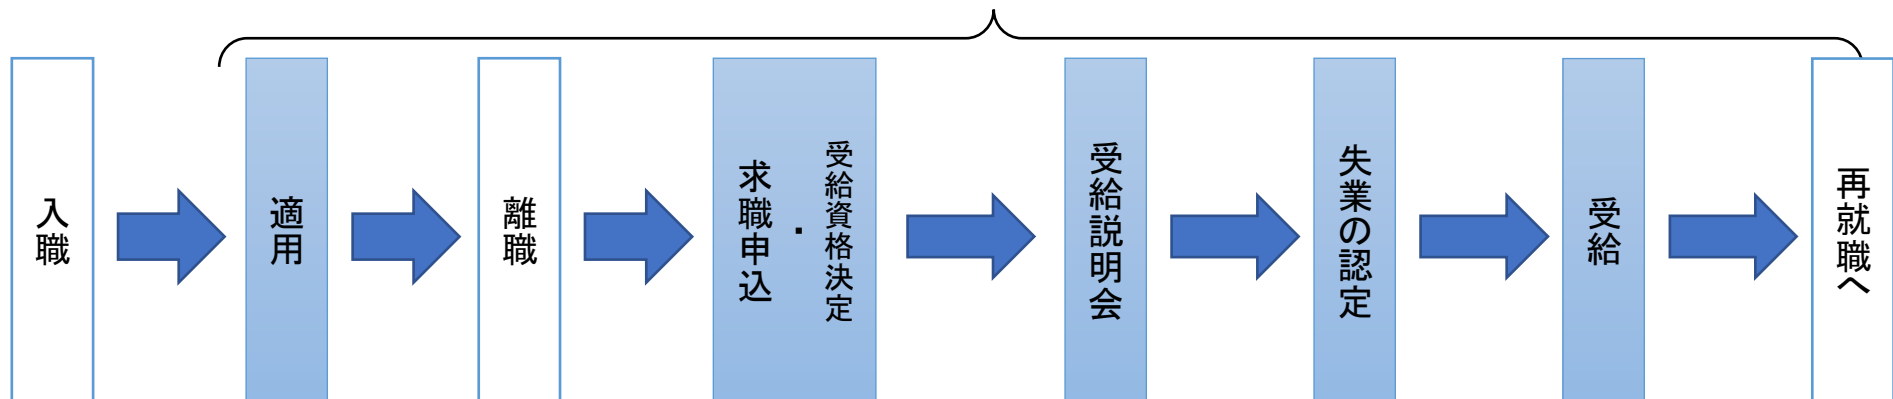 入職
適用
離職
受給資格決定
・
求職申込
受給説明会
失業の認定
受給
再就職へ